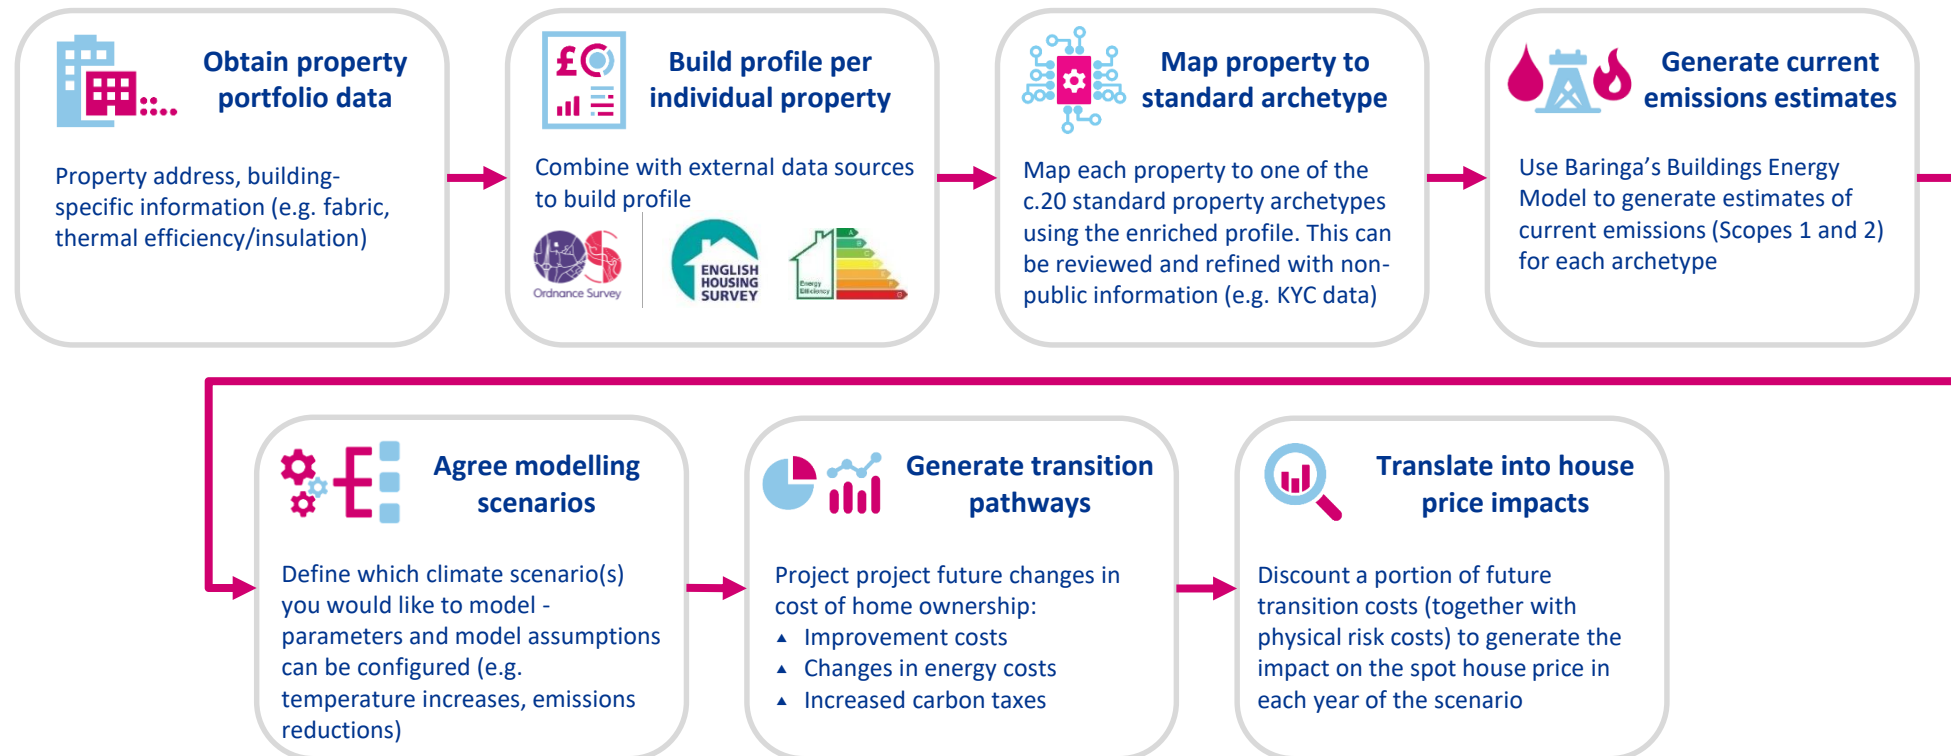 Obtain property
portfolio data
Property address, building-
specific information (e.g. fabric,
thermal efficiency/insulation)
£
Build profile per
individual property
Combine with external data sources
to build profile
Ordnance Survey
ENGLISH
HOUSING
SURVEY
Energy
Efficiency
A
B
C
D
E
F
G
Map property to
standard archetype
Map each property to one of the
c.20 standard property archetypes
using the enriched profile. This can
be reviewed and refined with non-
public information (e.g. KYC data)
Generate current
emissions estimates
Use Baringa’s Buildings Energy
Model to generate estimates of
current emissions (Scopes 1 and 2)
for each archetype
Agree modelling
scenarios
Define which climate scenario(s)
you would like to model -
parameters and model assumptions
can be configured (e.g.
temperature increases, emissions
reductions)
Generate transition
pathways
Project project future changes in
cost of home ownership:
▲ Improvement costs
▲ Changes in energy costs
▲ Increased carbon taxes
Translate into house
price impacts
Discount a portion of future
transition costs (together with
physical risk costs) to generate the
impact on the spot house price in
each year of the scenario